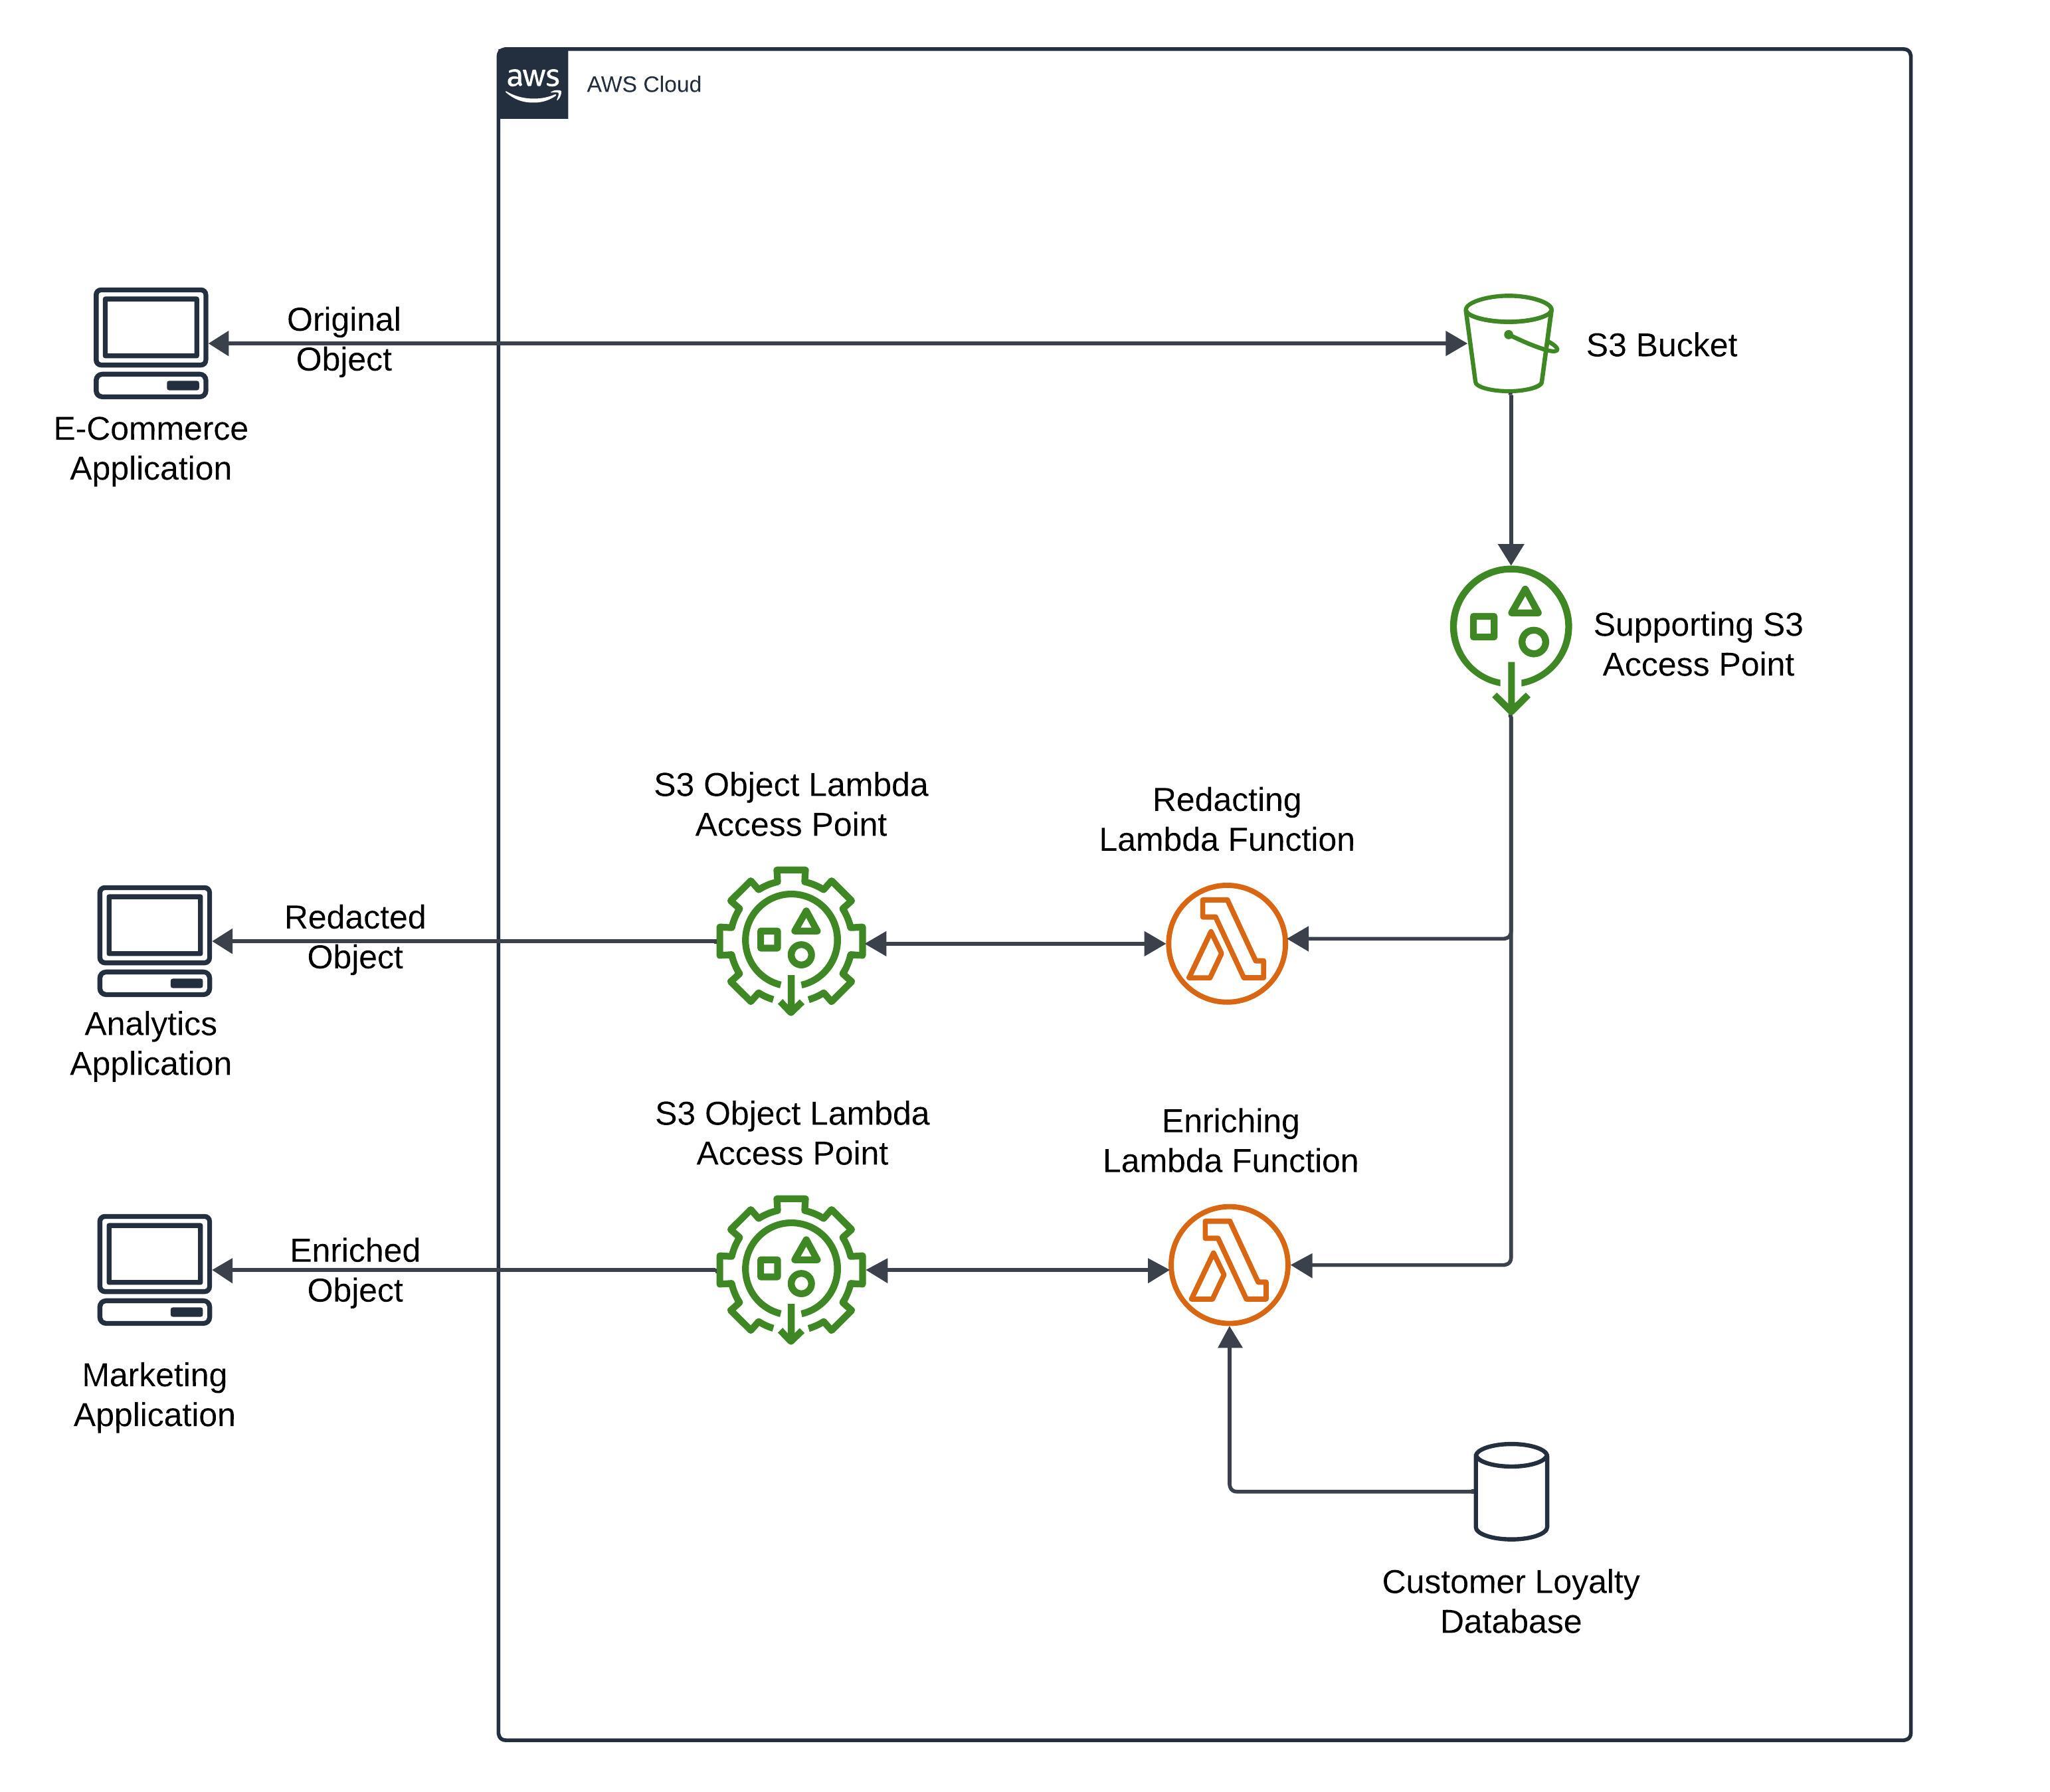 aws
AWS Cloud
Original
Object
E-Commerce
Application
S3 Bucket
Supporting S3
Access Point
S3 Object Lambda
Access Point
Redacting
Lambda Function
Redacted
Object
Analytics
Application
S3 Object Lambda
Access Point
Enriching
Lambda Function
Enriched
Object
Marketing
Application
Customer Loyalty
Database